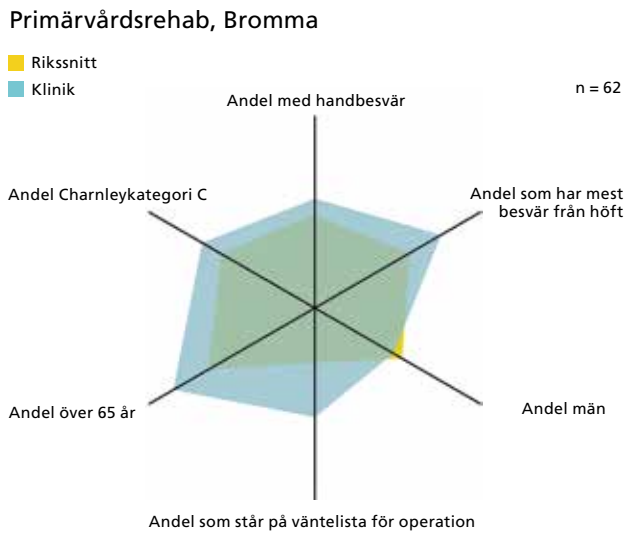 Primärvårdsrehab, Bromma
Rikssnitt
Klinik
n = 62
Andel med handbesvär
Andel Charnleykategori C
Andel som har mest
besvär från höft
Andel över 65 år
Andel män
Andel som står på väntelista för operation